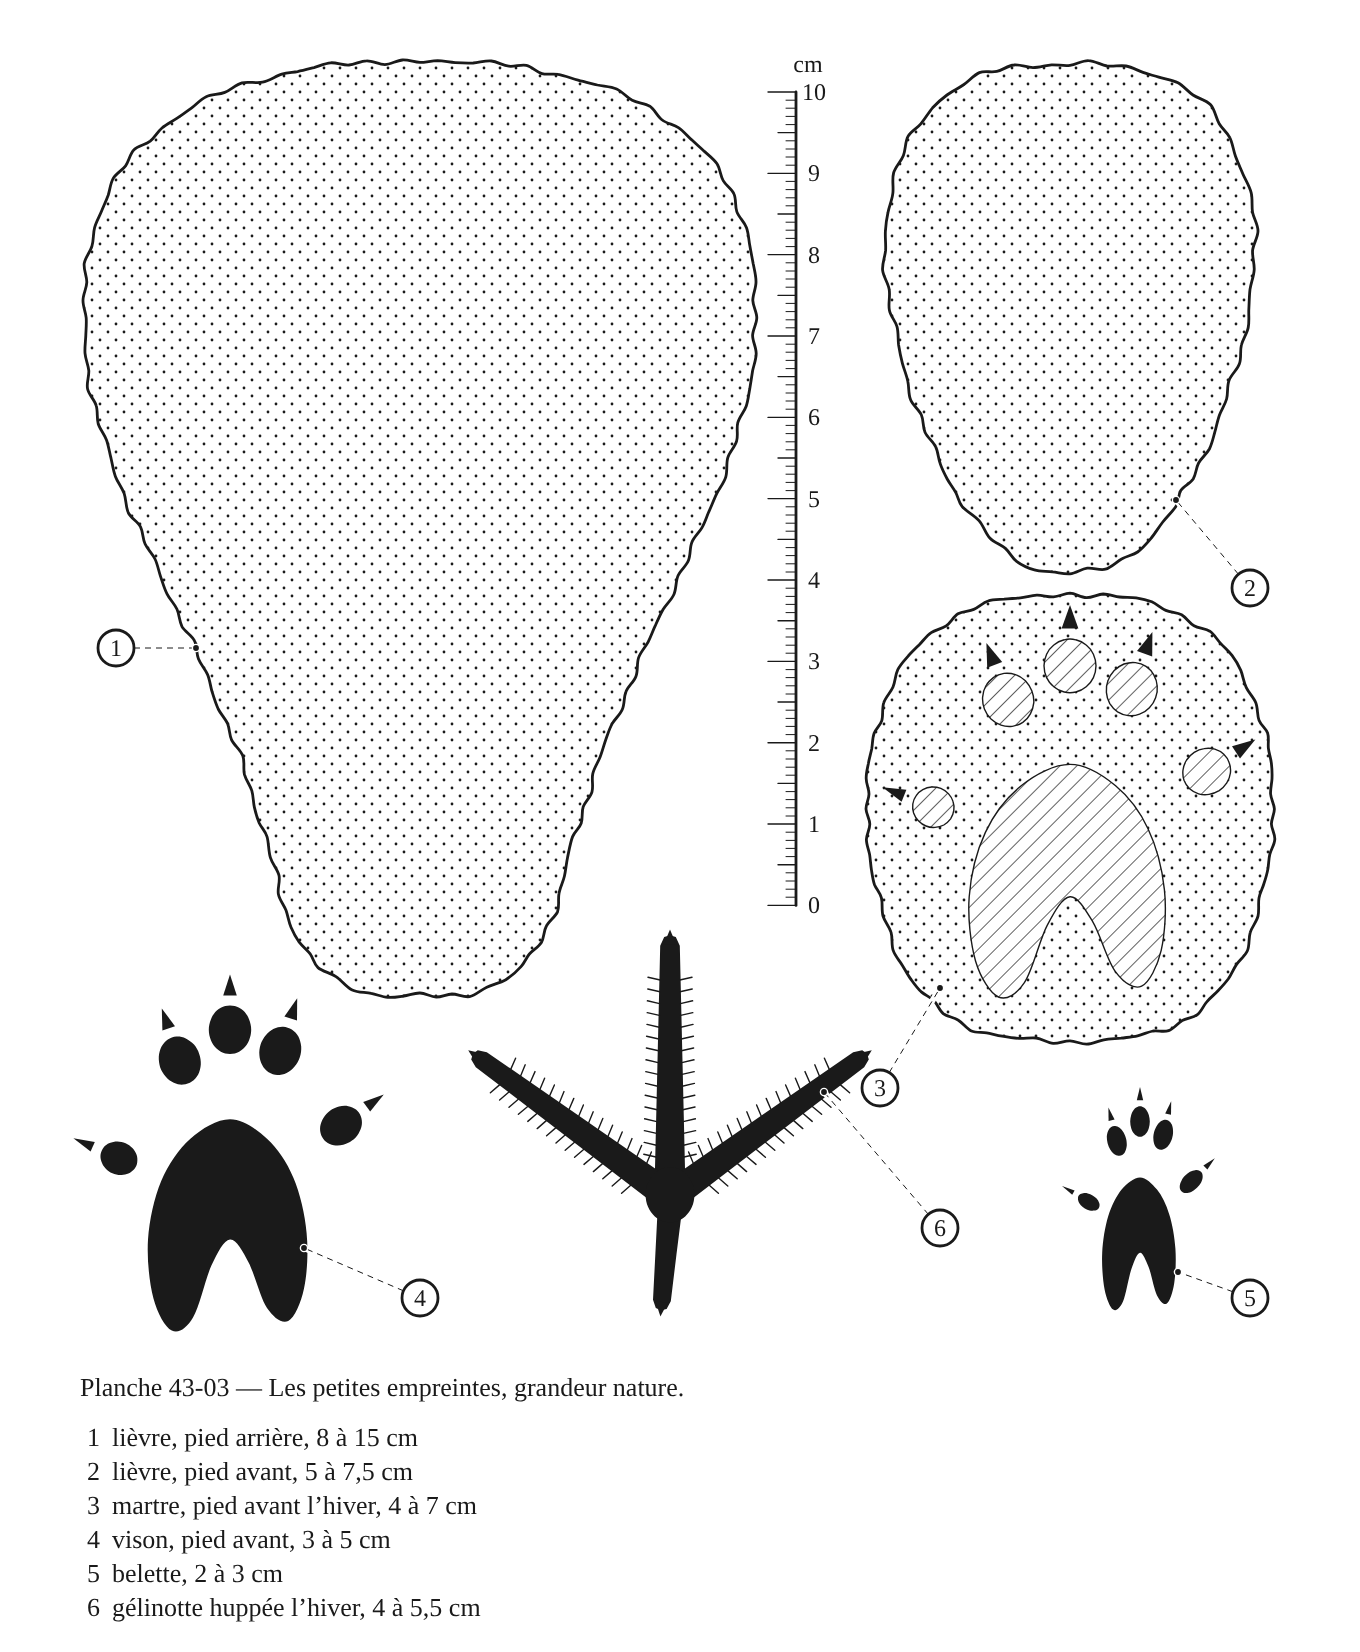 cm
10
9
8
7
6
5
4
3
2
1
0
1
2
3
4
5
6
Planche 43-03 — Les petites empreintes, grandeur nature.
1 lièvre, pied arrière, 8 à 15 cm
2 lièvre, pied avant, 5 à 7,5 cm
3 martre, pied avant l’hiver, 4 à 7 cm
4 vison, pied avant, 3 à 5 cm
5 belette, 2 à 3 cm
6 gélinotte huppée l’hiver, 4 à 5,5 cm